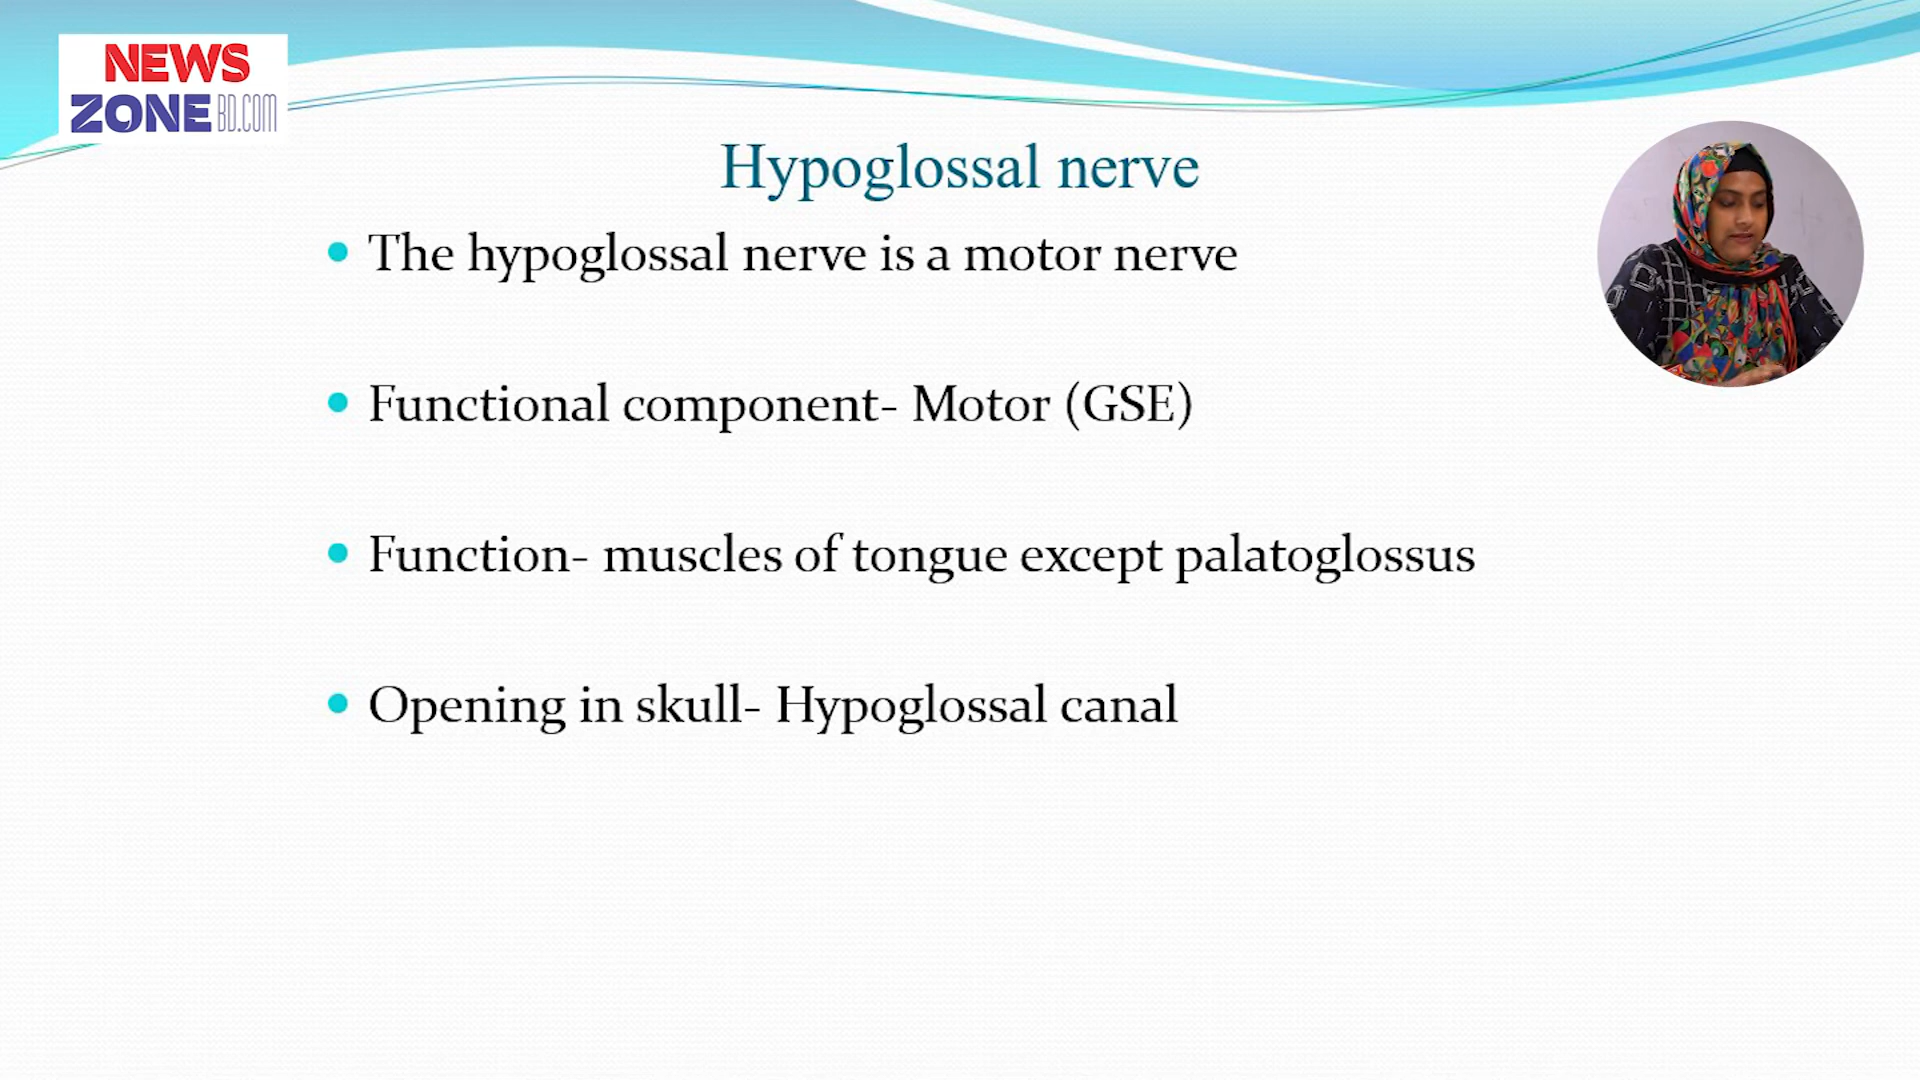 NEWS
ZONE BD.COM
Hypoglossal nerve
• The hypoglossal nerve is a motor nerve
• Functional component- Motor (GSE)
• Function- muscles of tongue except palatoglossus
• Opening in skull- Hypoglossal canal